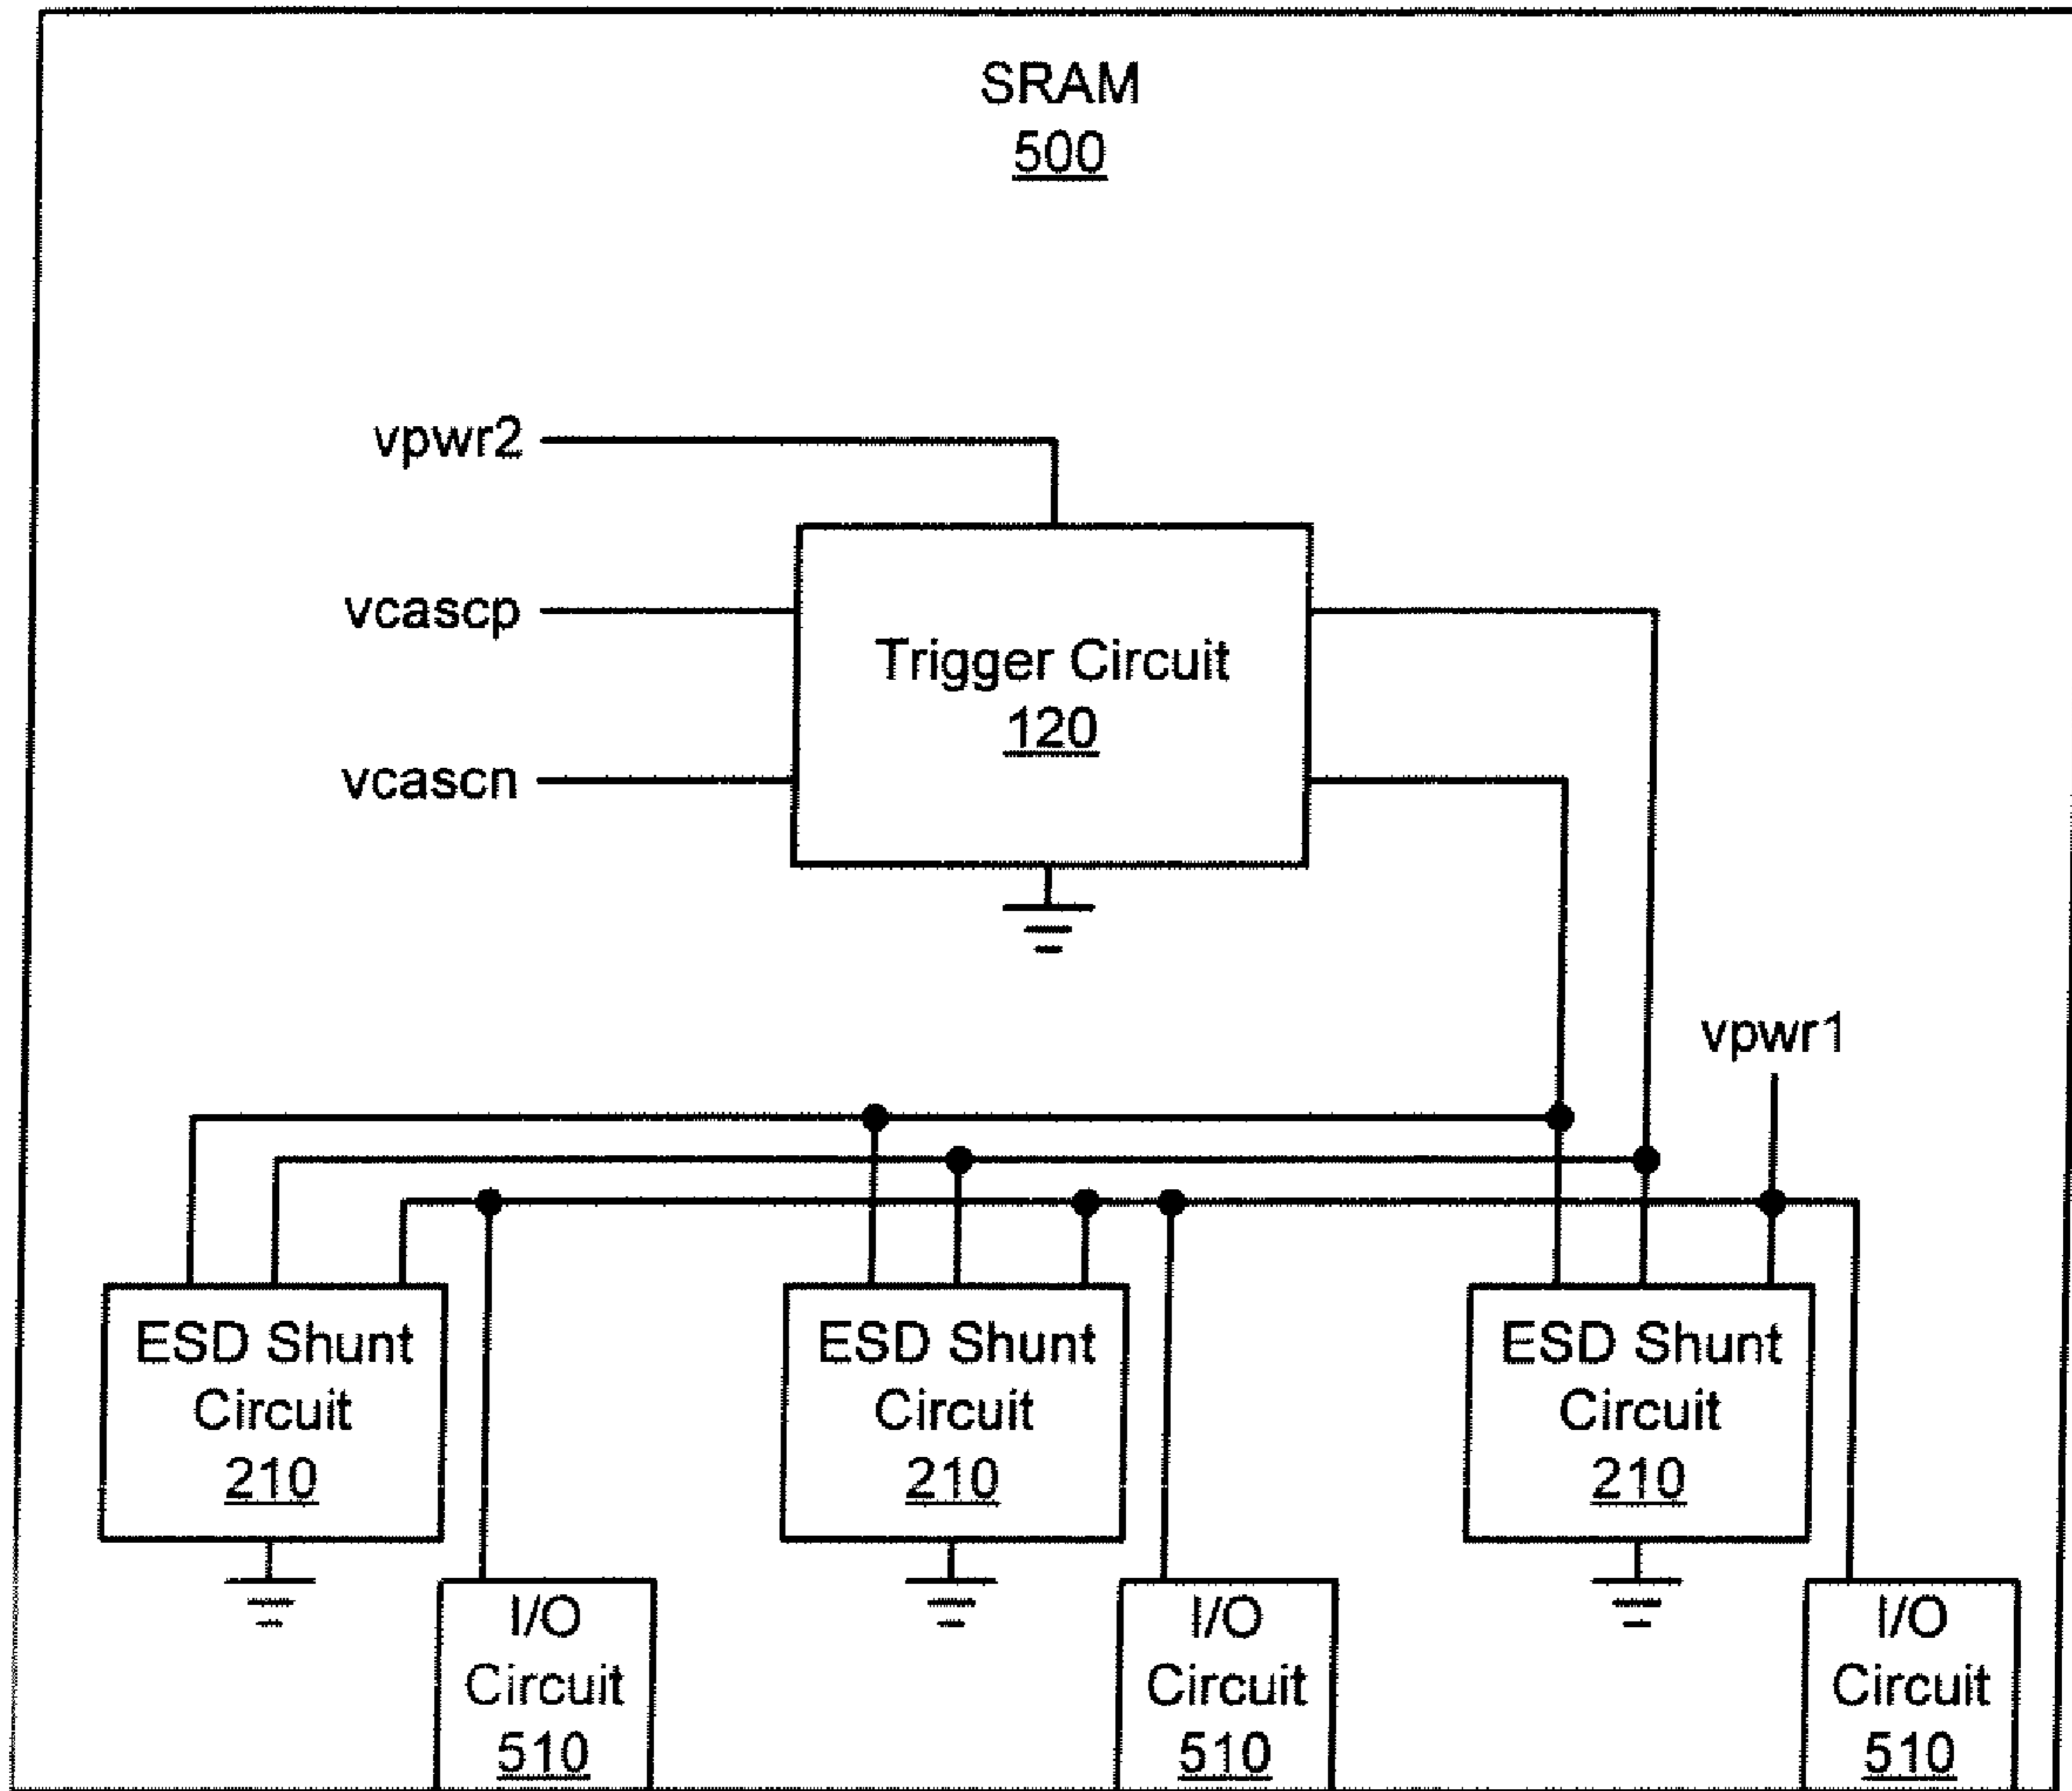 SRAM
500
vpwr2
vcascp
Trigger Circuit
120
vcascn
vpwr1
ESD Shunt
Circuit
210
ESD Shunt
Circuit
210
ESD Shunt
Circuit
210
I/O
Circuit
510
I/O
Circuit
510
I/O
Circuit
510